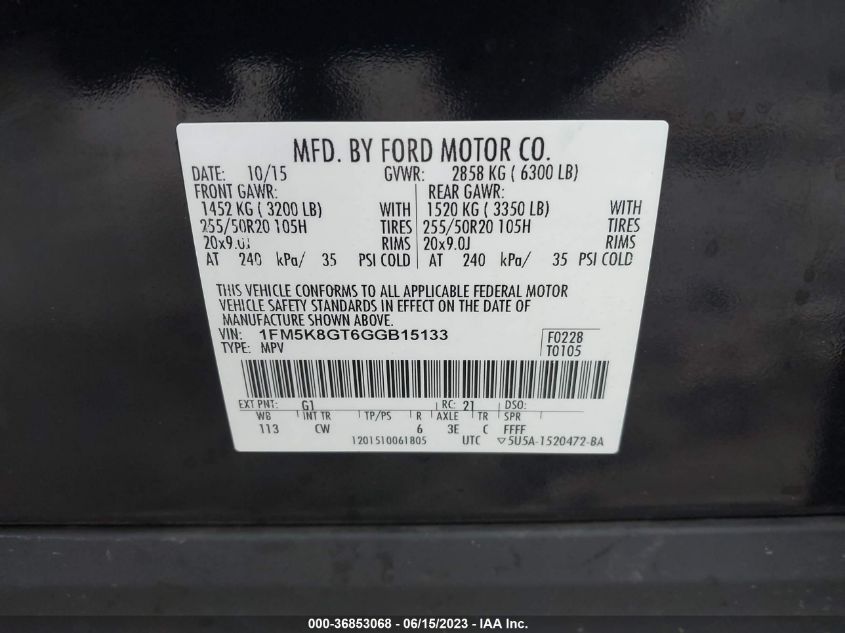 MFD. BY FORD MOTOR CO.
DATE: 10/15 GVWR: 2858 KG ( 6300 LB)
FRONT GAWR: REAR GAWR:
1452 KG ( 3200 LB) WITH 1520 KG ( 3350 LB) WITH
255/50R20 105H TIRES 255/50R20 105H TIRES
20x9.0J RIMS 20x9.0J RIMS
AT 240 kPa/ 35 PSI COLD AT 240 kPa/ 35 PSI COLD
THIS VEHICLE CONFORMS TO ALL APPLICABLE FEDERAL MOTOR
VEHICLE SAFETY STANDARDS IN EFFECT ON THE DATE OF
MANUFACTURE SHOWN ABOVE.
VIN: 1FM5K8GT6GGB15133 F0228
TYPE: MPV T0105
EXT PNT: G1 RC: 21 DSO:
WB INT TR TP/PS R AXLE TR SPR
113 CW 6 3E C FFFF
1201510061805 UTC ▽5U5A-1520472-BA
000-36853068 - 06/15/2023 - IAA Inc.